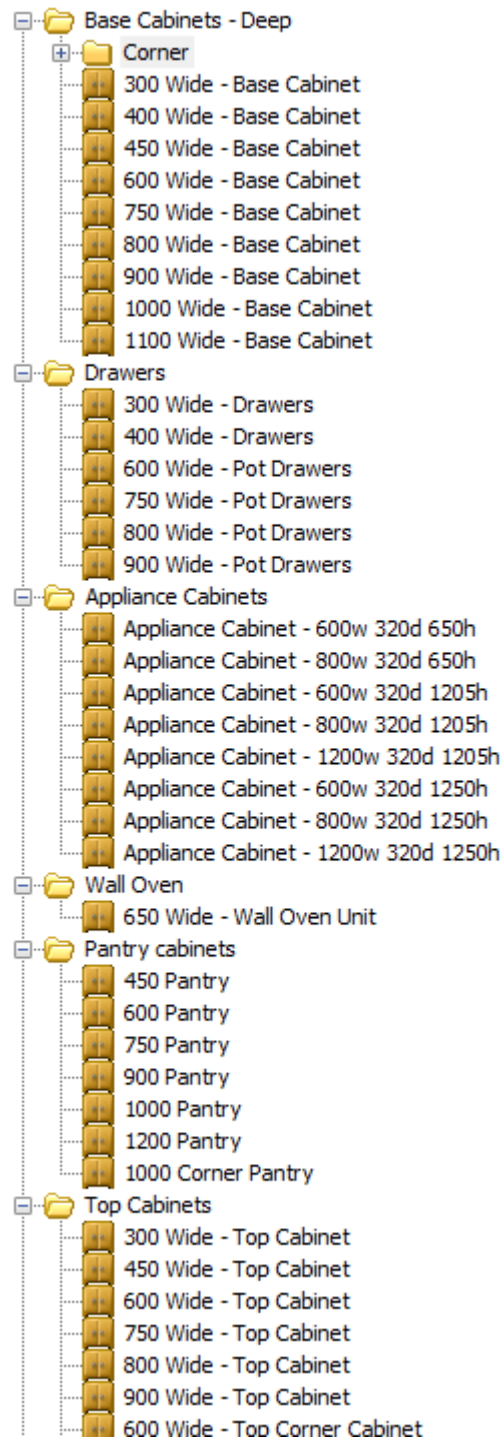 Base Cabinets - Deep
Corner
300 Wide - Base Cabinet
400 Wide - Base Cabinet
450 Wide - Base Cabinet
600 Wide - Base Cabinet
750 Wide - Base Cabinet
800 Wide - Base Cabinet
900 Wide - Base Cabinet
1000 Wide - Base Cabinet
1100 Wide - Base Cabinet
Drawers
300 Wide - Drawers
400 Wide - Drawers
600 Wide - Pot Drawers
750 Wide - Pot Drawers
800 Wide - Pot Drawers
900 Wide - Pot Drawers
Appliance Cabinets
Appliance Cabinet - 600w 320d 650h
Appliance Cabinet - 800w 320d 650h
Appliance Cabinet - 600w 320d 1205h
Appliance Cabinet - 800w 320d 1205h
Appliance Cabinet - 1200w 320d 1205h
Appliance Cabinet - 600w 320d 1250h
Appliance Cabinet - 800w 320d 1250h
Appliance Cabinet - 1200w 320d 1250h
Wall Oven
650 Wide - Wall Oven Unit
Pantry cabinets
450 Pantry
600 Pantry
750 Pantry
900 Pantry
1000 Pantry
1200 Pantry
1000 Corner Pantry
Top Cabinets
300 Wide - Top Cabinet
450 Wide - Top Cabinet
600 Wide - Top Cabinet
750 Wide - Top Cabinet
800 Wide - Top Cabinet
900 Wide - Top Cabinet
600 Wide - Top Corner Cabinet